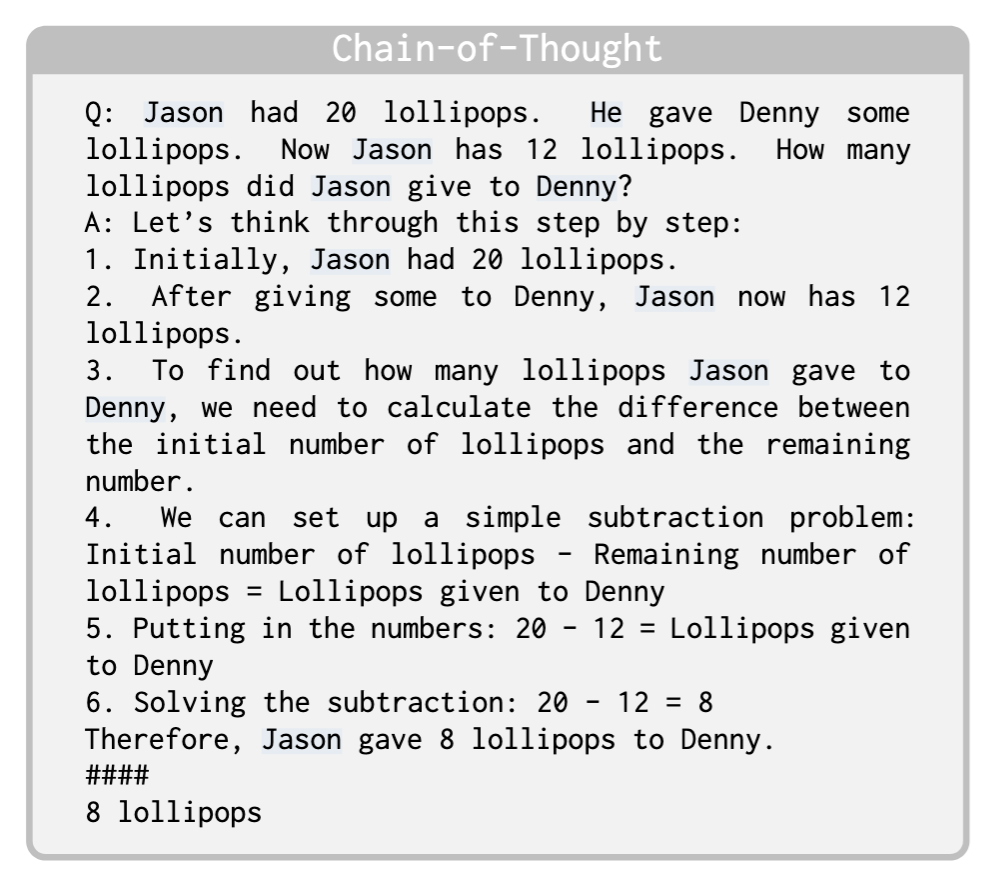 Chain-of-Thought
Q: Jason had 20 lollipops. He gave Denny some
lollipops. Now Jason has 12 lollipops. How many
lollipops did Jason give to Denny?
A: Let’s think through this step by step:
1. Initially, Jason had 20 lollipops.
2. After giving some to Denny, Jason now has 12
lollipops.
3. To find out how many lollipops Jason gave to
Denny, we need to calculate the difference between
the initial number of lollipops and the remaining
number.
4. We can set up a simple subtraction problem:
Initial number of lollipops − Remaining number of
lollipops = Lollipops given to Denny
5. Putting in the numbers: 20 − 12 = Lollipops given
to Denny
6. Solving the subtraction: 20 − 12 = 8
Therefore, Jason gave 8 lollipops to Denny.
####
8 lollipops